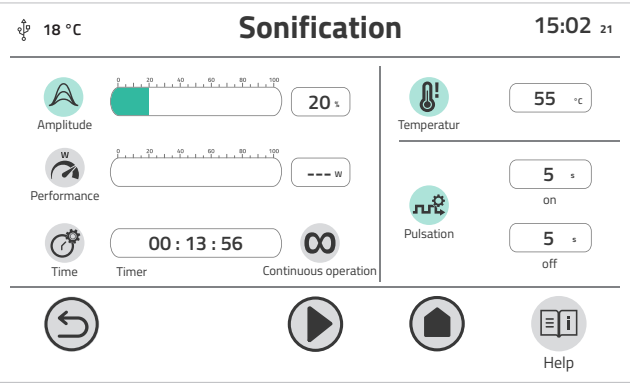 18 °C
Sonification
15:02 21
0 20 40 60 80 100
20 %
Amplitude
55 °C
Temperatur
W
0 20 40 60 80 100
--- W
Performance
5 s
on
Pulsation
5 s
off
00 : 13 : 56
Time
Timer
Continuous operation
i
Help